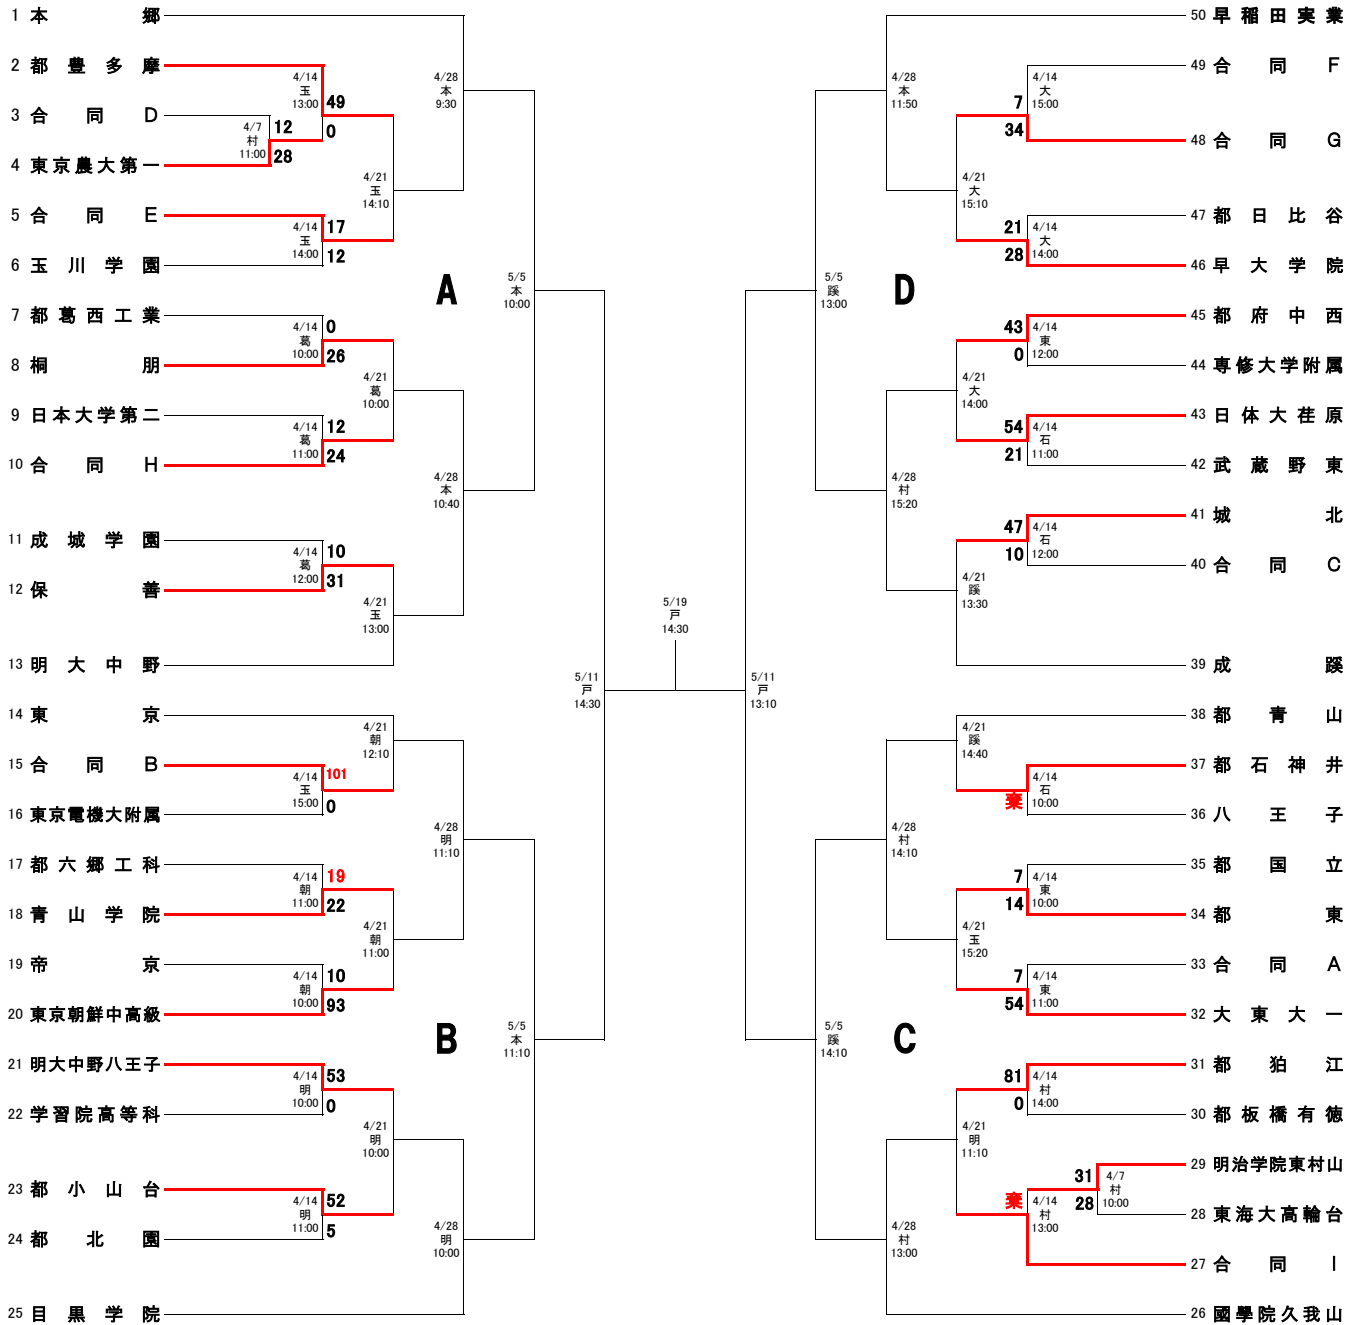 1 本郷
4/28
本
9:30
2 都豊多摩
4/14
玉
13:00
49
0
3 合同D
4/7
村
11:00
12
28
4 東京農大第一
4/21
玉
14:10
5 合同E
4/14
玉
14:00
17
12
6 玉川学園
A
5/5
本
10:00
7 都葛西工業
4/14
葛
10:00
0
26
8 桐朋
4/21
葛
10:00
9 日本大学第二
4/14
葛
11:00
12
24
10 合同H
4/28
本
10:40
11 成城学園
4/14
葛
12:00
10
31
12 保善
4/21
玉
13:00
13 明大中野
5/11
戸
14:30
14 東京
4/21
朝
12:10
15 合同B
4/14
玉
15:00
101
0
16 東京電機大附属
4/28
明
11:10
17 都六郷工科
4/14
朝
11:00
19
22
18 青山学院
4/21
朝
11:00
19 帝京
4/14
朝
10:00
10
93
20 東京朝鮮中高級
B
5/5
本
11:10
21 明大中野八王子
4/14
明
10:00
53
0
22 学習院高等科
4/21
明
10:00
23 都小山台
4/14
明
11:00
52
5
24 都北園
4/28
明
10:00
25 目黒学院
5/19
戸
14:30
50 早稲田実業
4/28
本
11:50
49 合同F
4/14
大
15:00
7
34
48 合同G
4/21
大
15:10
47 都日比谷
4/14
大
14:00
21
28
46 早大学院
5/5
蹊
13:00
D
45 都府中西
4/14
東
12:00
43
0
44 専修大学附属
4/21
大
14:00
43 日体大荏原
4/14
石
11:00
54
21
42 武蔵野東
4/28
村
15:20
41 城北
4/14
石
12:00
47
10
40 合同C
4/21
蹊
13:30
39 成蹊
5/11
戸
13:10
38 都青山
4/21
蹊
14:40
37 都石神井
4/14
石
10:00
棄
36 八王子
4/28
村
14:10
35 都国立
4/14
東
10:00
7
14
34 都東
4/21
玉
15:20
33 合同A
4/14
東
11:00
7
54
32 大東大一
5/5
蹊
14:10
C
31 都狛江
4/14
村
14:00
81
0
30 都板橋有徳
4/21
明
11:10
29 明治学院東村山
4/7
村
10:00
31
28
28 東海大高輪台
4/14
村
13:00
棄
27 合同I
4/28
村
13:00
26 國學院久我山